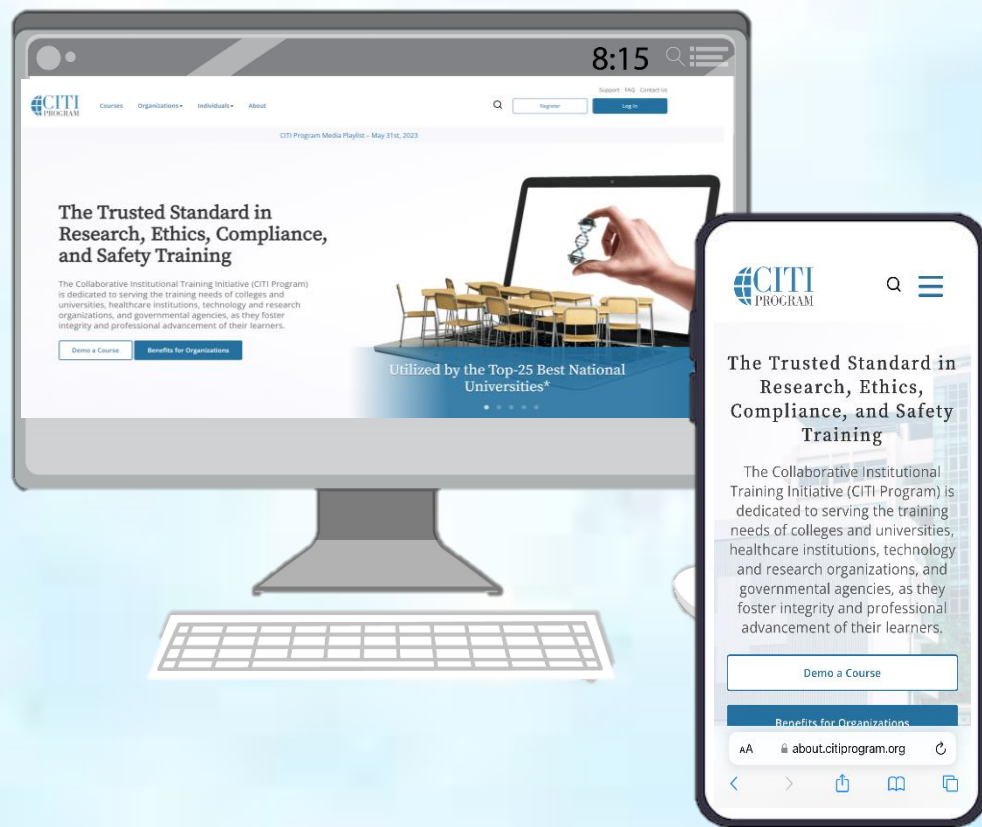 8:15
Support FAQ Contact Us
CITI
PROGRAM
Courses Organizations Individuals About
Register Log In
CITI Program Media Playlist – May 31st, 2023
The Trusted Standard in
Research, Ethics, Compliance,
and Safety Training
The Collaborative Institutional Training Initiative (CITI Program)
is dedicated to serving the training needs of colleges and
universities, healthcare institutions, technology and research
organizations, and governmental agencies, as they foster
integrity and professional advancement of their learners.
Demo a Course Benefits for Organizations
Utilized by the Top-25 Best National
Universities*
CITI
PROGRAM
The Trusted Standard in
Research, Ethics,
Compliance, and Safety
Training
The Collaborative Institutional
Training Initiative (CITI Program) is
dedicated to serving the training
needs of colleges and universities,
healthcare institutions, technology
and research organizations, and
governmental agencies, as they
foster integrity and professional
advancement of their learners.
Demo a Course
Benefits for Organizations
AA about.citiprogram.org